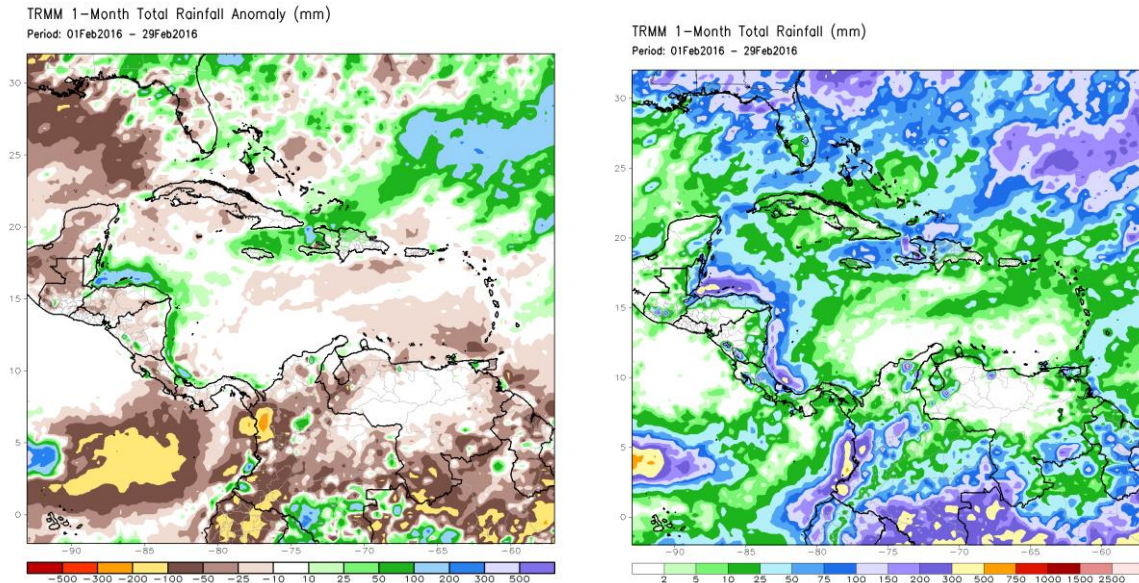 TRMM 1-Month Total Rainfall Anomaly (mm)
Period: 01Feb2016 – 29Feb2016
30
25
20
15
10
5
0
-90 -85 -80 -75 -70 -65 -60
-500 -300 -200 -100 -50 -25 -10 10 25 50 100 200 300 500
TRMM 1-Month Total Rainfall (mm)
Period: 01Feb2016 – 29Feb2016
30
25
20
15
10
5
0
-90 -85 -80 -75 -70 -65 -60
2 5 10 25 50 75 100 150 200 300 500 750